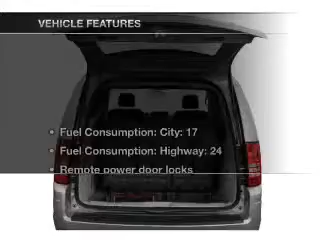 VEHICLE FEATURES
• Fuel Consumption: City: 17
• Fuel Consumption: Highway: 24
• Remote power door locks